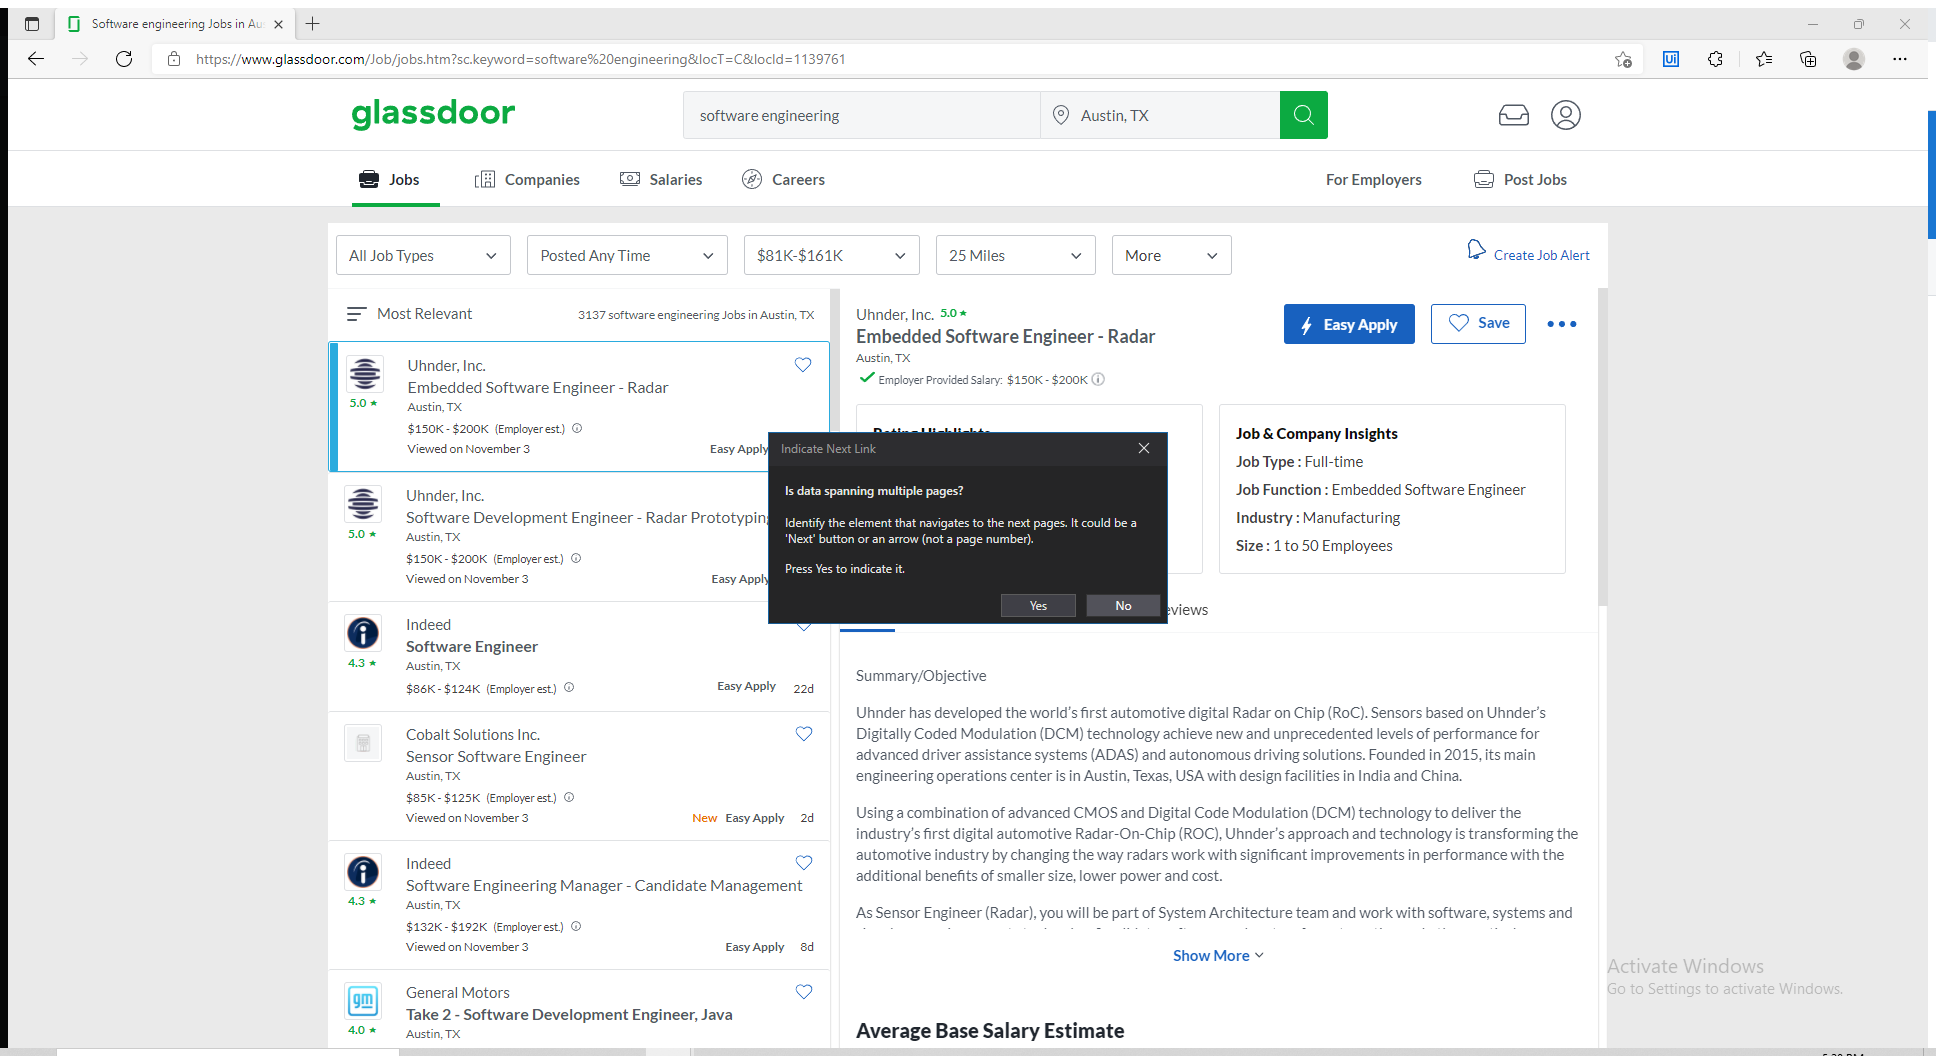 Software engineering Jobs in Au
https://www.glassdoor.com/Job/jobs.htm?sc.keyword=software%20engineering&locT=C&locId=1139761
Ui
glassdoor
software engineering
Austin, TX
Jobs
Companies
Salaries
Careers
For Employers
Post Jobs
All Job Types
Posted Any Time
$81K-$161K
25 Miles
More
Create Job Alert
Most Relevant
3137 software engineering Jobs in Austin, TX
Uhnder, Inc.
Embedded Software Engineer - Radar
5.0 ★
Austin, TX
$150K - $200K (Employer est.)
Viewed on November 3
Easy Apply
Uhnder, Inc.
Software Development Engineer - Radar Prototyping
5.0 ★
Austin, TX
$150K - $200K (Employer est.)
Viewed on November 3
Easy Apply
Indeed
Software Engineer
4.3 ★
Austin, TX
$86K - $124K (Employer est.)
Easy Apply
22d
Cobalt Solutions Inc.
Sensor Software Engineer
Austin, TX
$85K - $125K (Employer est.)
Viewed on November 3
New Easy Apply 2d
Indeed
Software Engineering Manager - Candidate Management
4.3 ★
Austin, TX
$132K - $192K (Employer est.)
Viewed on November 3
Easy Apply 8d
gm
General Motors
Take 2 - Software Development Engineer, Java
4.0 ★
Austin, TX
Uhnder, Inc. 5.0 ★
Embedded Software Engineer - Radar
Austin, TX
Employer Provided Salary: $150K - $200K
Easy Apply
Save
Rating Highlights
Job & Company Insights
Job Type : Full-time
Job Function : Embedded Software Engineer
Industry : Manufacturing
Size : 1 to 50 Employees
Indicate Next Link
Is data spanning multiple pages?
Identify the element that navigates to the next pages. It could be a
'Next' button or an arrow (not a page number).
Press Yes to indicate it.
Yes
No
eviews
Summary/Objective
Uhnder has developed the world's first automotive digital Radar on Chip (RoC). Sensors based on Uhnder's
Digitally Coded Modulation (DCM) technology achieve new and unprecedented levels of performance for
advanced driver assistance systems (ADAS) and autonomous driving solutions. Founded in 2015, its main
engineering operations center is in Austin, Texas, USA with design facilities in India and China.
Using a combination of advanced CMOS and Digital Code Modulation (DCM) technology to deliver the
industry's first digital automotive Radar-On-Chip (ROC), Uhnder's approach and technology is transforming the
automotive industry by changing the way radars work with significant improvements in performance with the
additional benefits of smaller size, lower power and cost.
As Sensor Engineer (Radar), you will be part of System Architecture team and work with software, systems and
Show More
Average Base Salary Estimate
Activate Windows
Go to Settings to activate Windows.